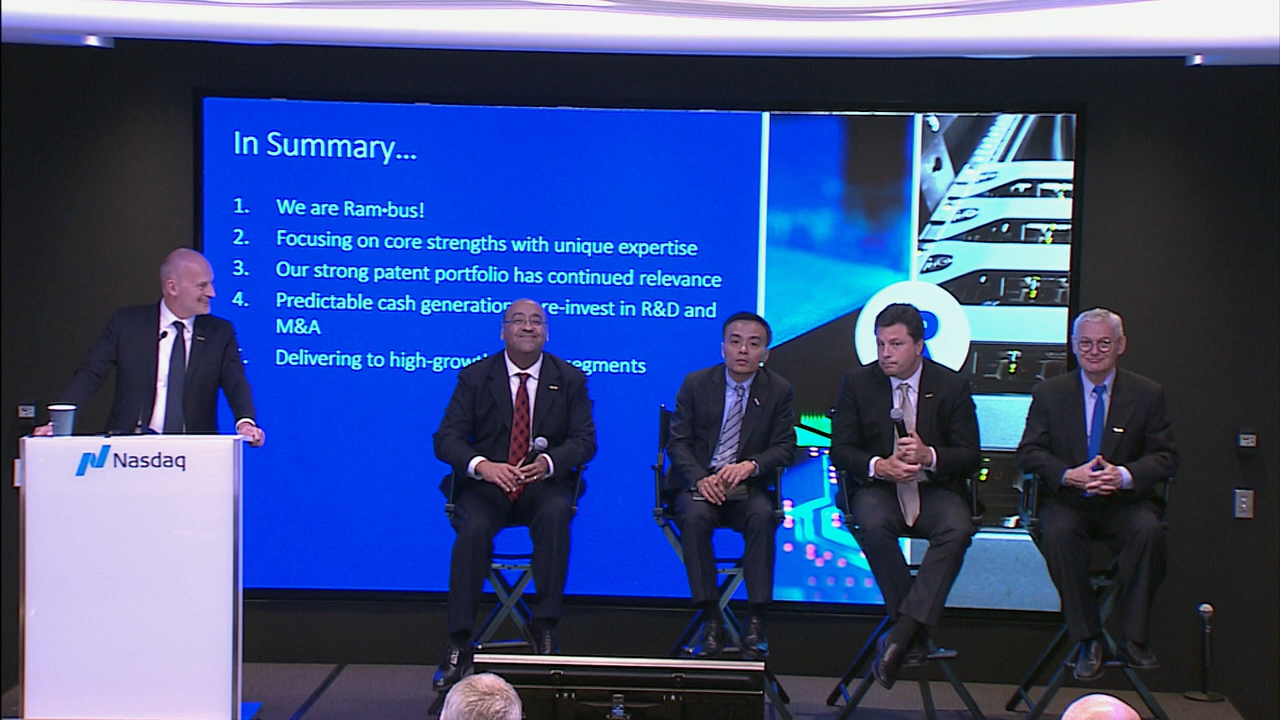 In Summary...
1. We are Ram•bus!
2. Focusing on core strengths with unique expertise
3. Our strong patent portfolio has continued relevance
4. Predictable cash generation re-invest in R&D and
M&A
Delivering to high-growth segments
Nasdaq